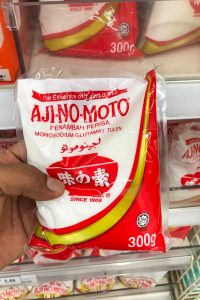 300g
The Essence of Umami
AJI-NO-MOTO®
PENAMBAH PERISA
MONOSODIUM GLUTAMAT TULEN
اجينوموتو
味の素
SINCE 1909
300g